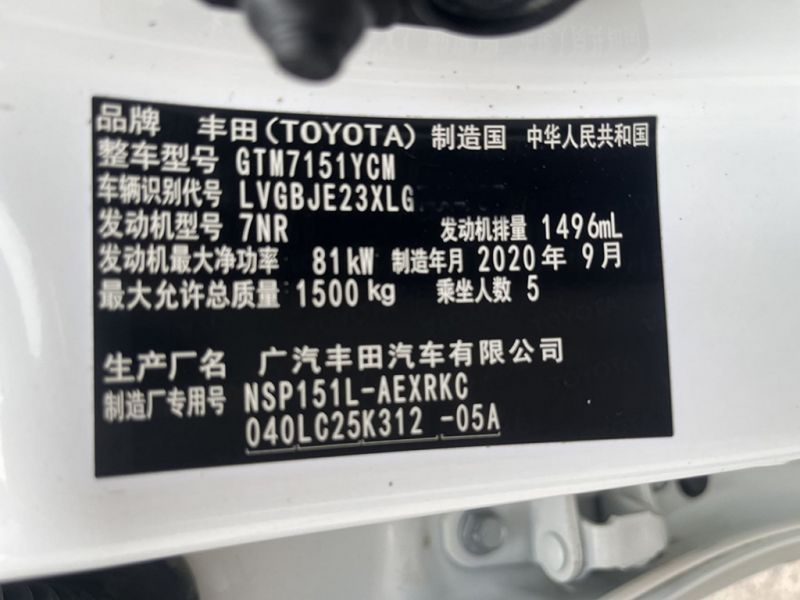 品牌 丰田(TOYOTA) 制造国 中华人民共和国
整车型号 GTM7151YCM
车辆识别代号 LVGBJE23XLG
发动机型号 7NR 发动机排量 1496mL
发动机最大净功率 81kW 制造年月 2020年 9月
最大允许总质量 1500kg 乘坐人数 5
生产厂名 广汽丰田汽车有限公司
制造厂专用号 NSP151L-AEXRKC
040LC25K312 -05A